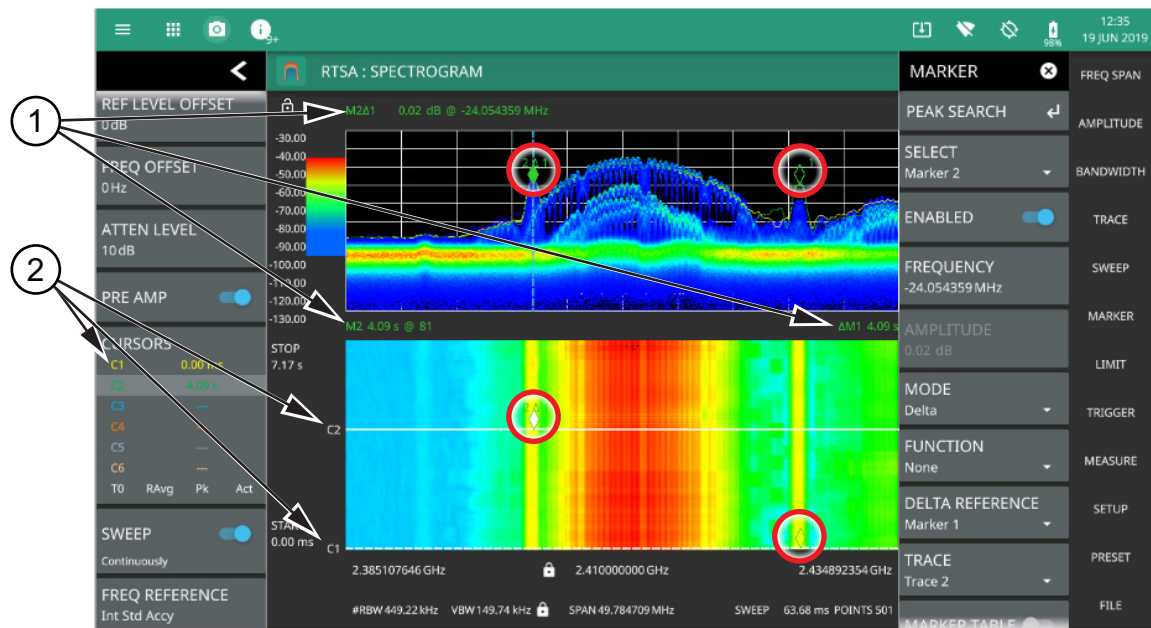 12:35
19 JUN 2019
98%
9+
RTSA : SPECTROGRAM
MARKER
FREQ SPAN
AMPLITUDE
BANDWIDTH
TRACE
SWEEP
MARKER
LIMIT
TRIGGER
MEASURE
SETUP
PRESET
FILE
1
2
REF LEVEL OFFSET
0 dB
FREQ OFFSET
0 Hz
ATTEN LEVEL
10 dB
PRE AMP
CURSORS
C1 0.00 ms
C2 4.09 s
C3 ---
C4 ---
C5 ---
C6 ---
T0 RAvg Pk Act
SWEEP
Continuously
FREQ REFERENCE
Int Std Accy
M2Δ1 0.02 dB @ -24.054359 MHz
-30.00
-40.00
-50.00
-60.00
-70.00
-80.00
-90.00
-100.00
-110.00
-120.00
-130.00
M2 4.09 s @ 81
ΔM1 4.09 s
STOP
7.17 s
C2
START
0.00 ms
C1
2.385107646 GHz 2.410000000 GHz 2.434892354 GHz
#RBW 449.22 kHz VBW 149.74 kHz SPAN 49.784709 MHz SWEEP 63.68 ms POINTS 501
PEAK SEARCH
SELECT
Marker 2
ENABLED
FREQUENCY
-24.054359 MHz
AMPLITUDE
0.02 dB
MODE
Delta
FUNCTION
None
DELTA REFERENCE
Marker 1
TRACE
Trace 2
MARKER TABLE